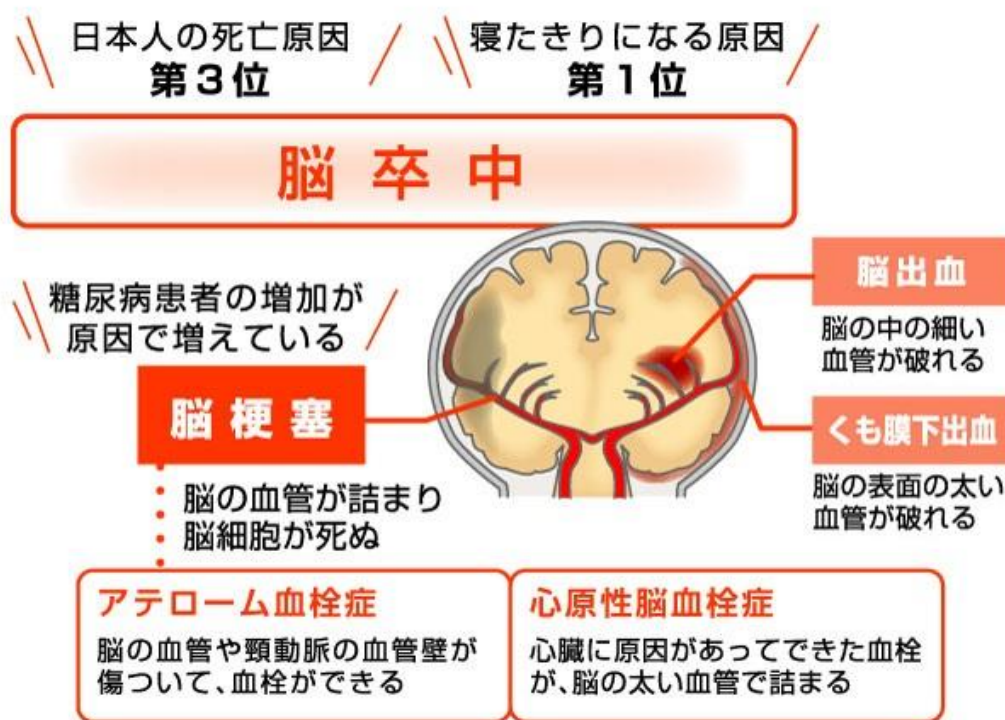 日本人の死亡原因
第3位
寝たきりになる原因
第1位
脳卒中
糖尿病患者の増加が
原因で増えている
脳梗塞
脳の血管が詰まり
脳細胞が死ぬ
脳出血
脳の中の細い
血管が破れる
くも膜下出血
脳の表面の太い
血管が破れる
アテローム血栓症
脳の血管や頸動脈の血管壁が
傷ついて、血栓ができる
心原性脳血栓症
心臓に原因があってできた血栓
が、脳の太い血管で詰まる